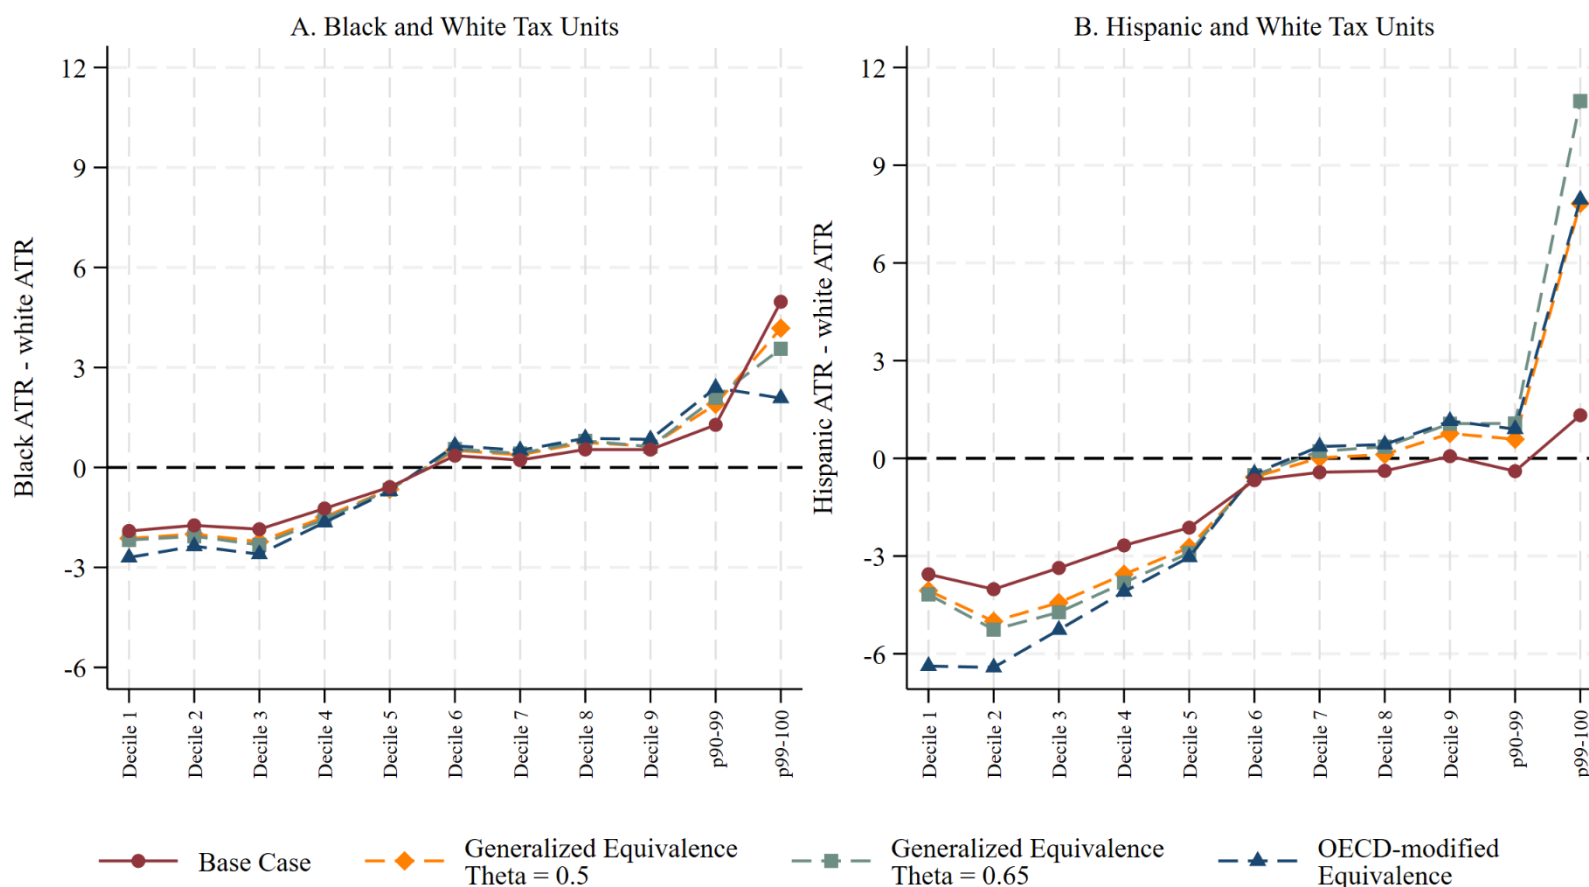 A. Black and White Tax Units
Black ATR - white ATR
12
9
6
3
0
-3
-6
Decile 1
Decile 2
Decile 3
Decile 4
Decile 5
Decile 6
Decile 7
Decile 8
Decile 9
p90-99
p99-100
B. Hispanic and White Tax Units
Hispanic ATR - white ATR
12
9
6
3
0
-3
-6
Decile 1
Decile 2
Decile 3
Decile 4
Decile 5
Decile 6
Decile 7
Decile 8
Decile 9
p90-99
p99-100
Base Case
Generalized Equivalence
Theta = 0.5
Generalized Equivalence
Theta = 0.65
OECD-modified
Equivalence